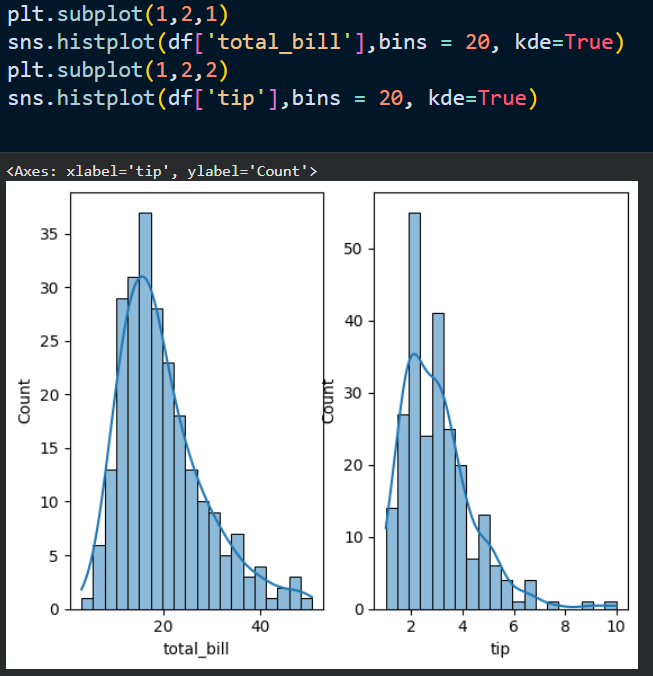 plt.subplot(1,2,1)
sns.histplot(df['total_bill'],bins = 20, kde=True)
plt.subplot(1,2,2)
sns.histplot(df['tip'],bins = 20, kde=True)
<Axes: xlabel='tip', ylabel='Count'>
35
30
25
20
15
10
5
0
Count
20
40
total_bill
50
40
30
20
10
0
Count
2
4
6
8
10
tip